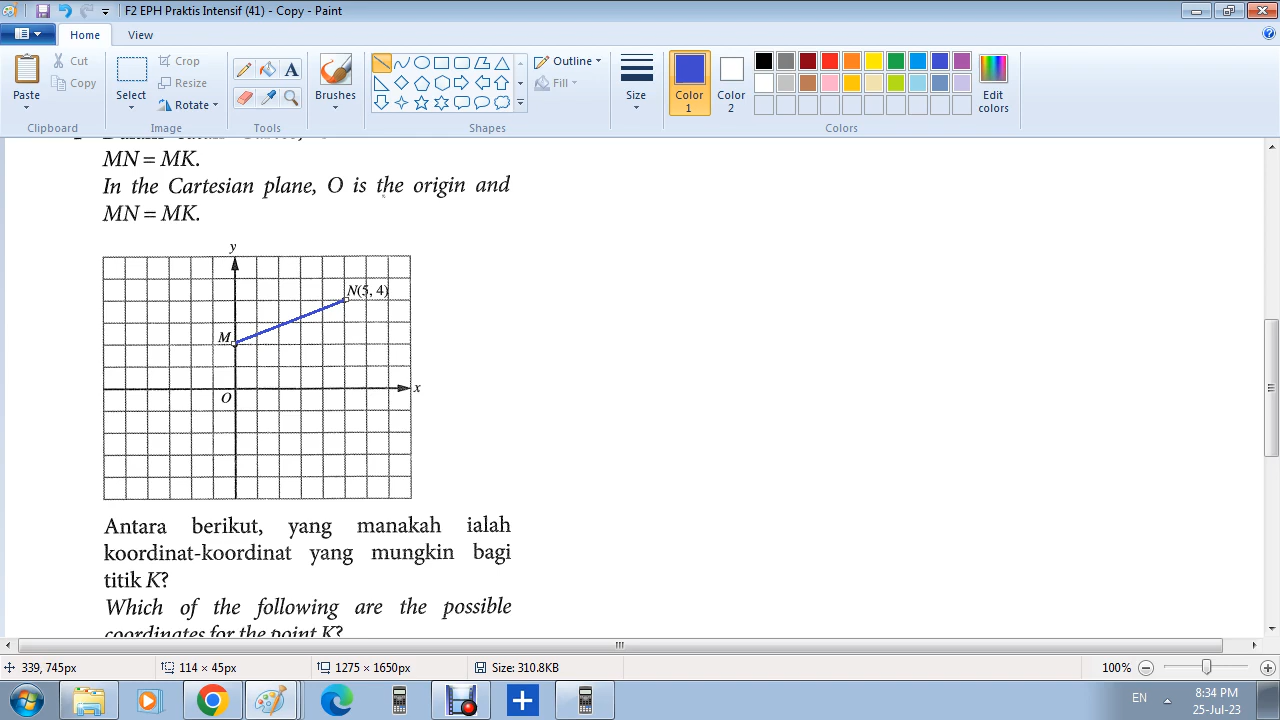 F2 EPH Praktis Intensif (41) - Copy - Paint
Home
View
Paste
Cut
Copy
Clipboard
Select
Crop
Resize
Rotate
Image
A
Tools
Brushes
Outline
Fill
Shapes
Size
Color 1
Color 2
Edit colors
Colors
MN = MK.
In the Cartesian plane, O is the origin and
MN = MK.
y
N(5, 4)
M
x
O
Antara berikut, yang manakah ialah
koordinat-koordinat yang mungkin bagi
titik K?
Which of the following are the possible
coordinates for the point K?
339, 745px
114 × 45px
1275 × 1650px
Size: 310.8KB
100%
EN
8:34 PM
25-Jul-23